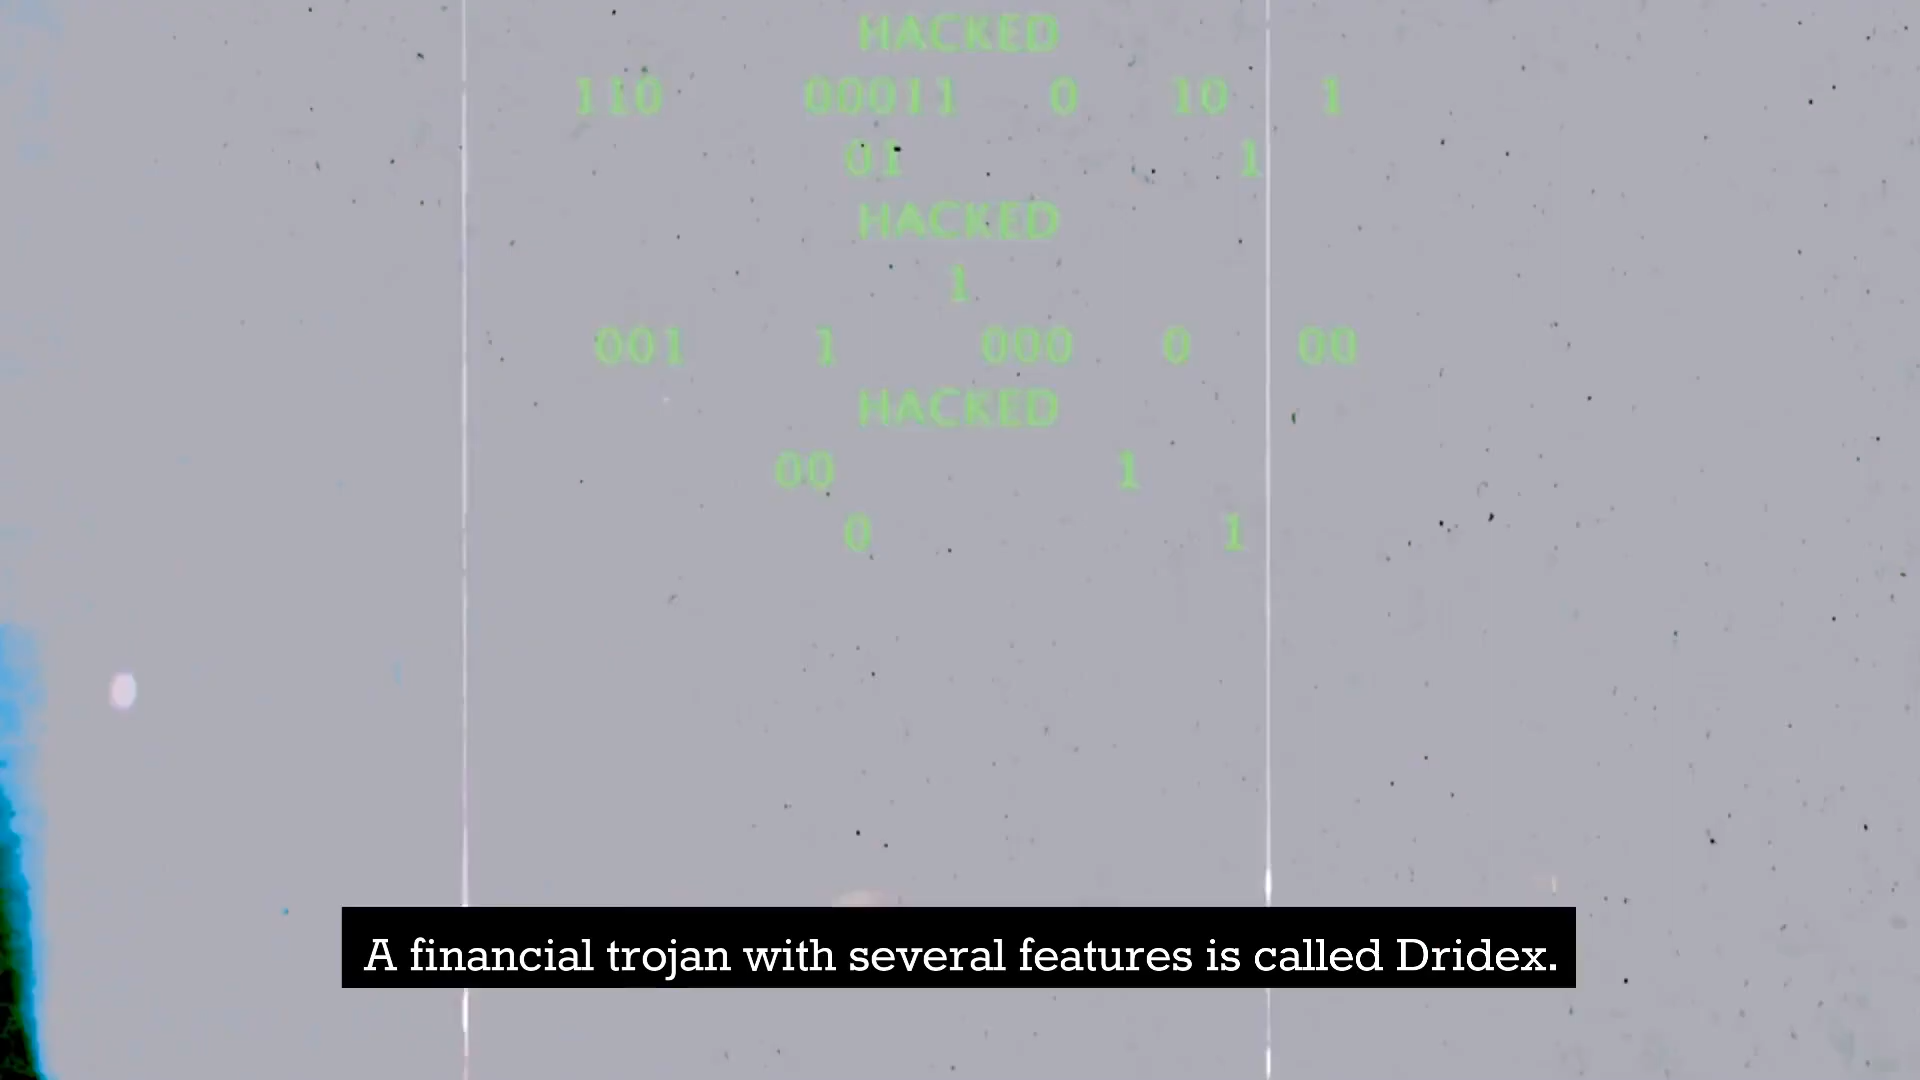 HACKED
110 00011 0 10 1
01 1
HACKED
1
001 1 000 0 00
HACKED
00 1
0 1
A financial trojan with several features is called Dridex.